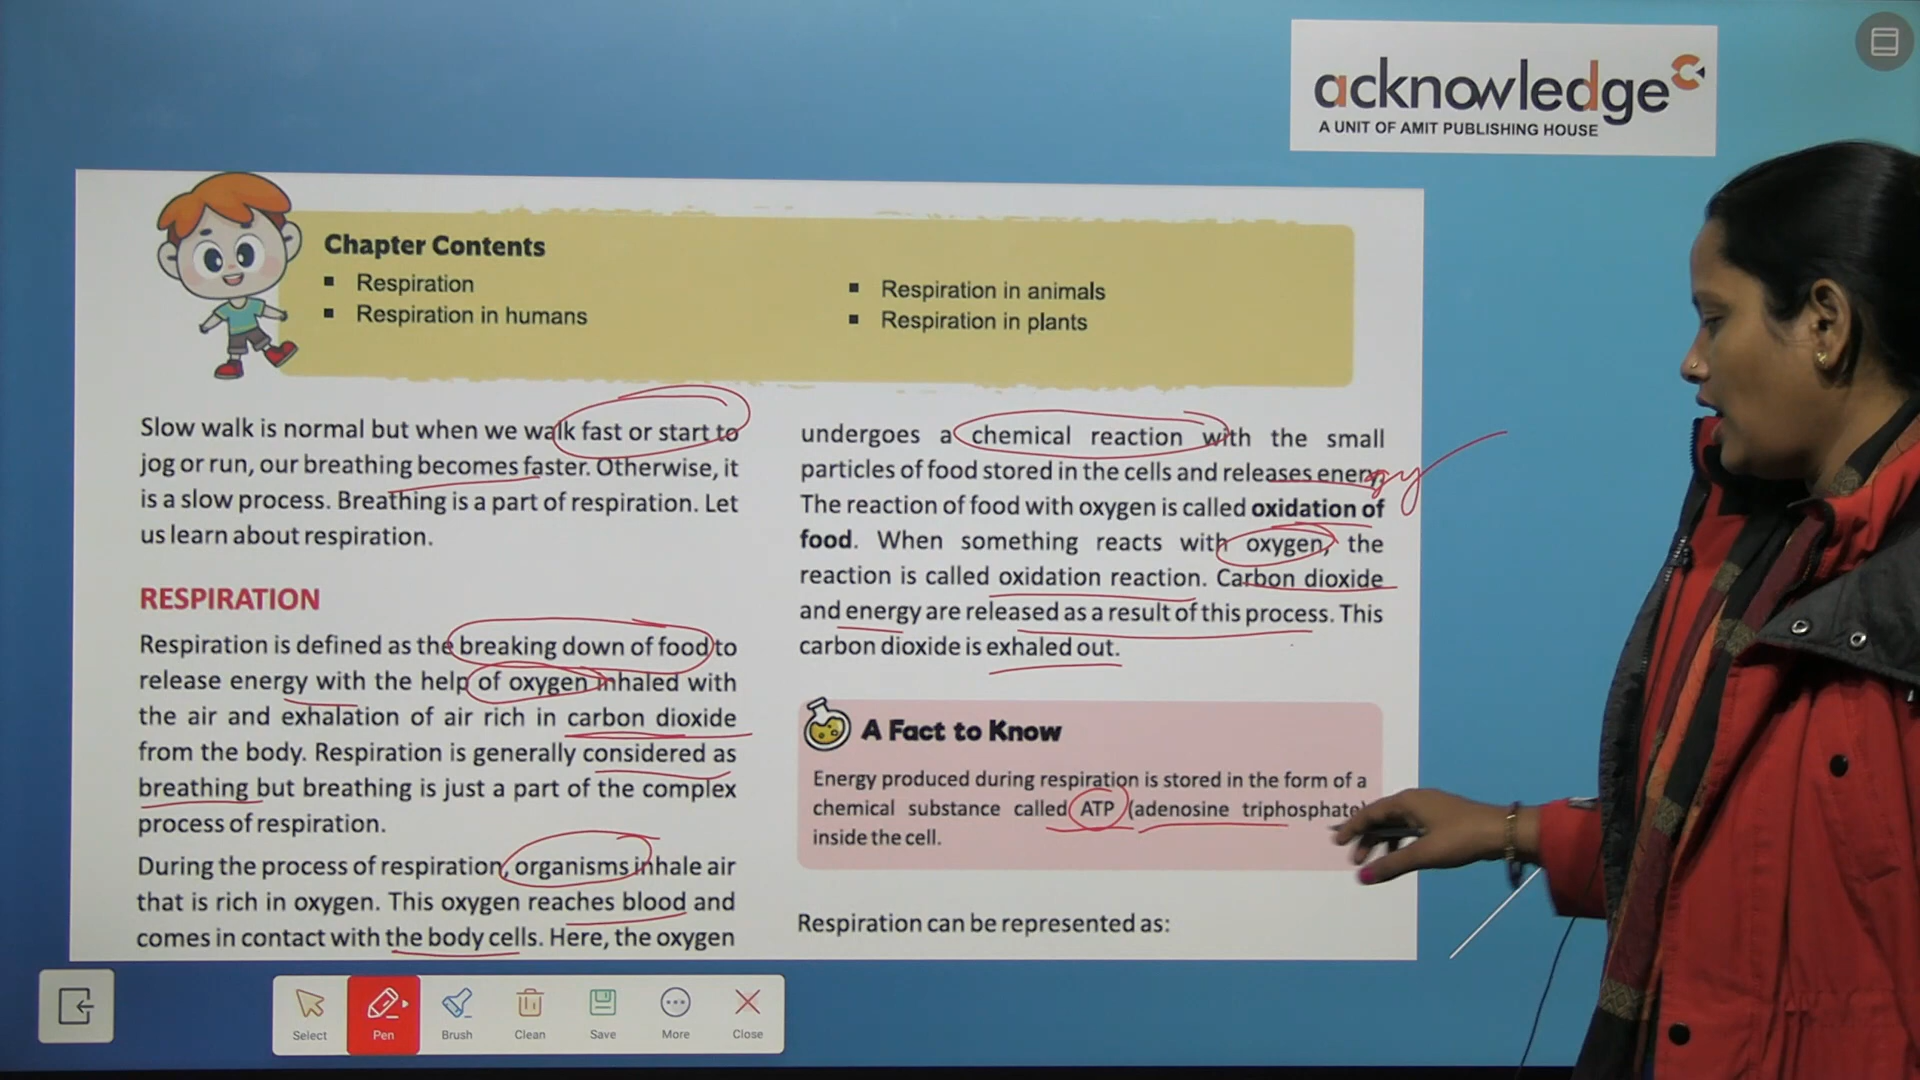 acknowledge
A UNIT OF AMIT PUBLISHING HOUSE
Chapter Contents
▪ Respiration
▪ Respiration in humans
▪ Respiration in animals
▪ Respiration in plants
Slow walk is normal but when we walk fast or start to
jog or run, our breathing becomes faster. Otherwise, it
is a slow process. Breathing is a part of respiration. Let
us learn about respiration.
RESPIRATION
Respiration is defined as the breaking down of food to
release energy with the help of oxygen inhaled with
the air and exhalation of air rich in carbon dioxide
from the body. Respiration is generally considered as
breathing but breathing is just a part of the complex
process of respiration.
During the process of respiration, organisms inhale air
that is rich in oxygen. This oxygen reaches blood and
comes in contact with the body cells. Here, the oxygen
undergoes a chemical reaction with the small
particles of food stored in the cells and releases energy
The reaction of food with oxygen is called oxidation of
food. When something reacts with oxygen, the
reaction is called oxidation reaction. Carbon dioxide
and energy are released as a result of this process. This
carbon dioxide is exhaled out.
A Fact to Know
Energy produced during respiration is stored in the form of a
chemical substance called ATP (adenosine triphosphate)
inside the cell.
Respiration can be represented as:
Select
Pen
Brush
Clean
Save
More
Close